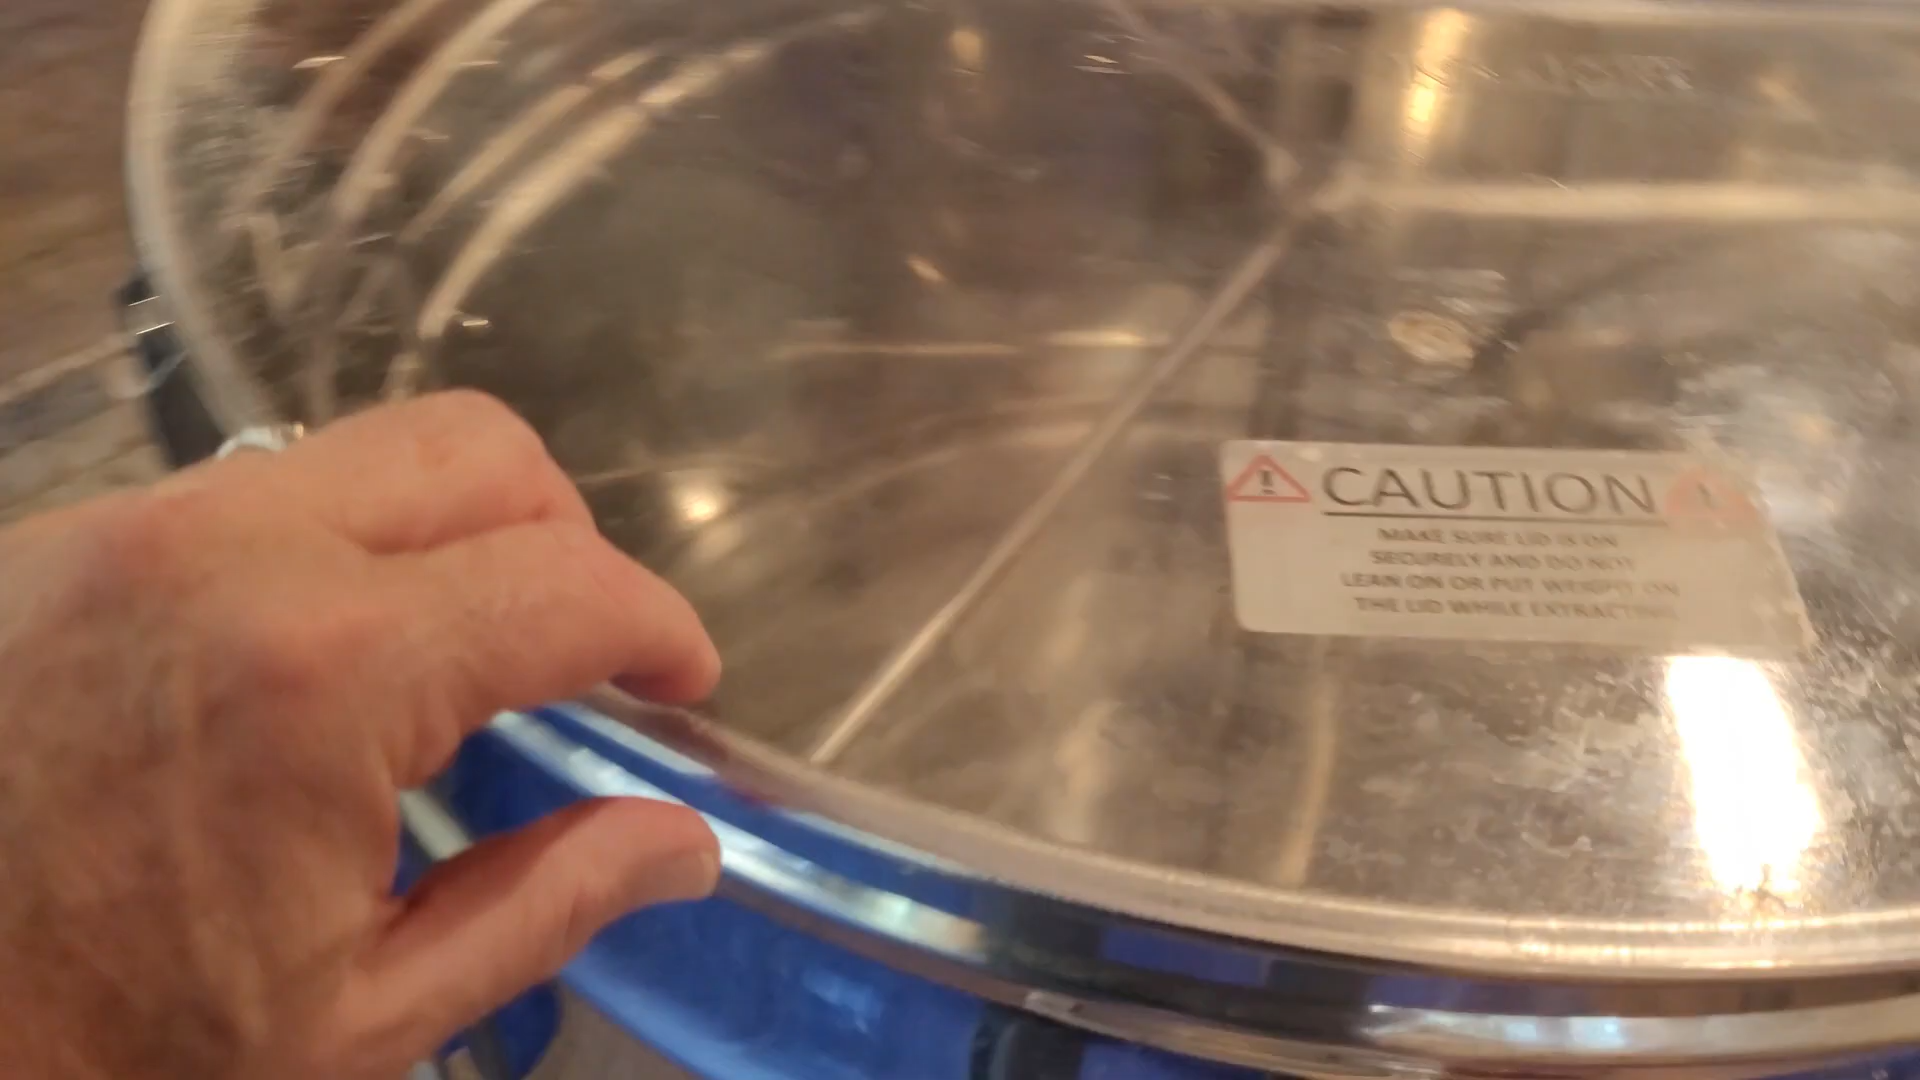 CAUTION
MAKE SURE LID IS ON
SECURELY AND DO NOT
LEAN ON OR PUT WEIGHT ON
THE LID WHILE EXTRACTING